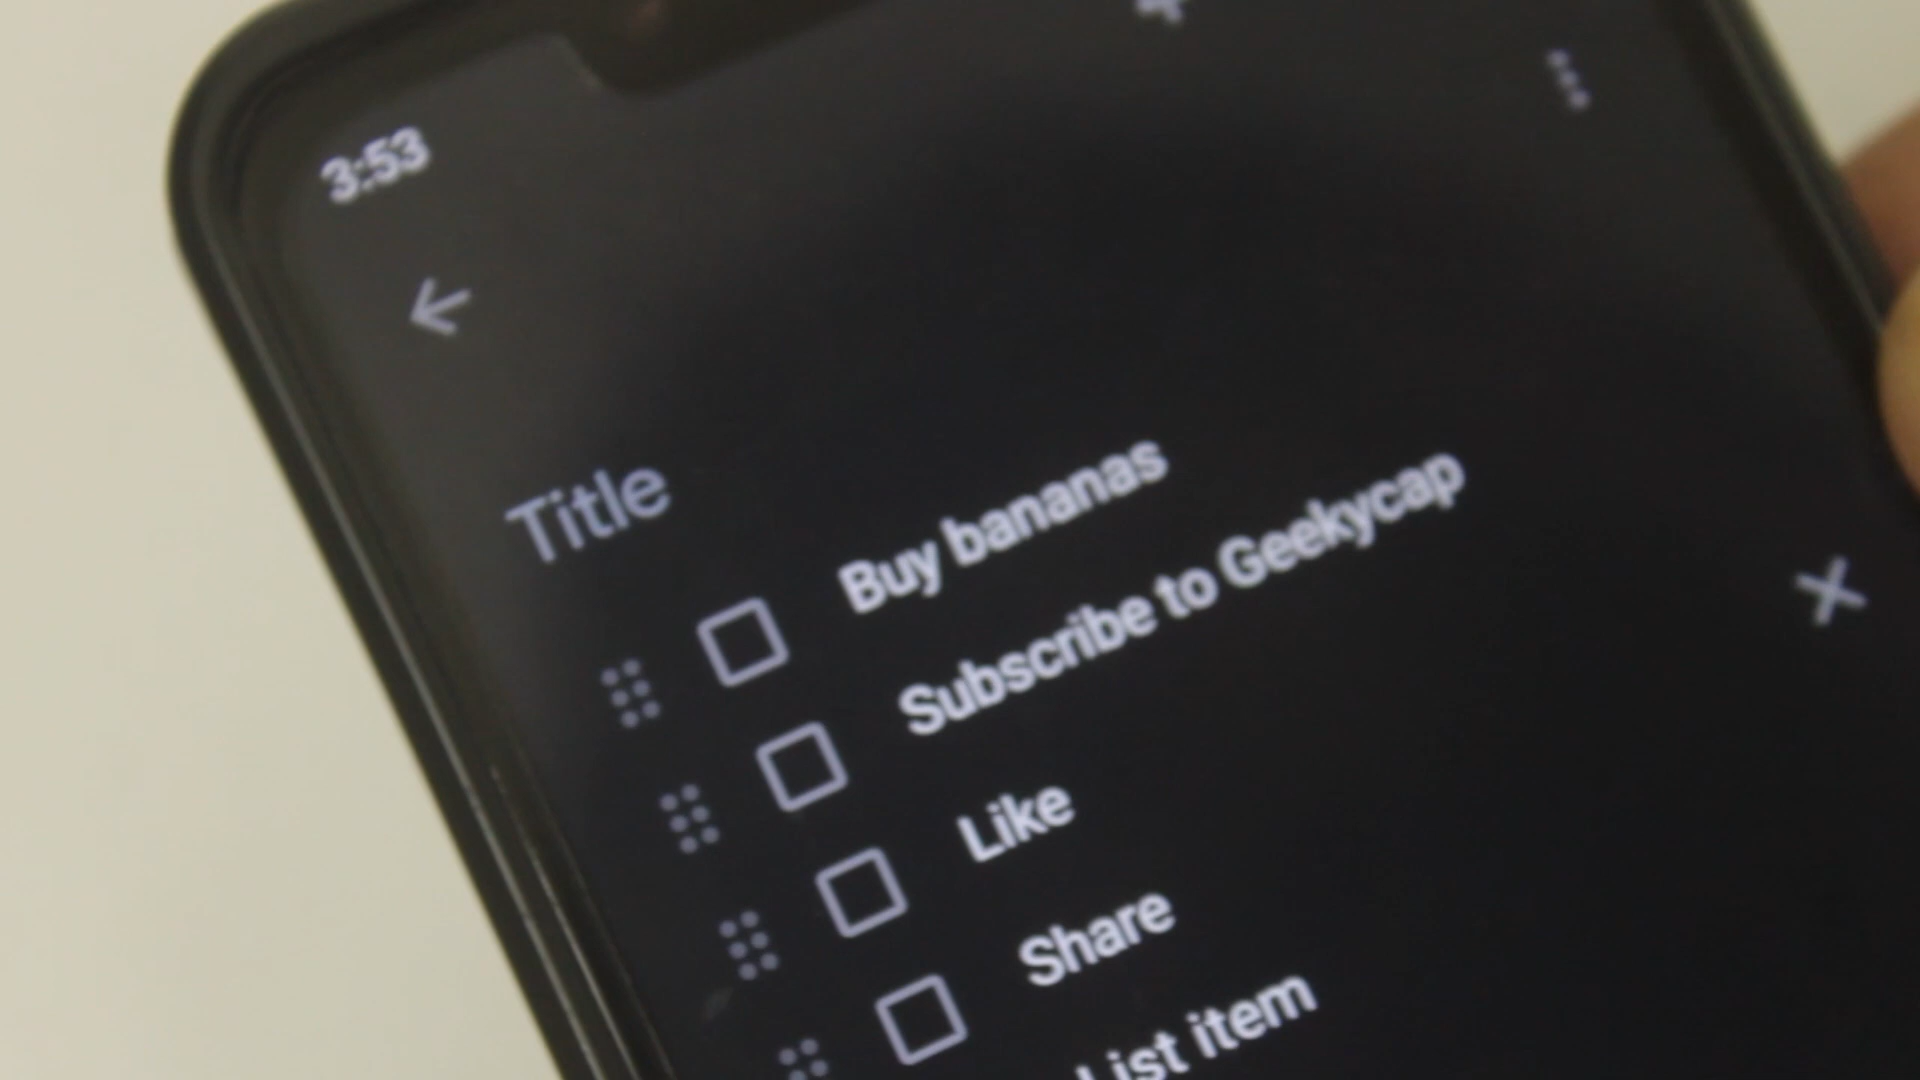 3:53
Title
Buy bananas
Subscribe to Geekycap
Like
Share
List item